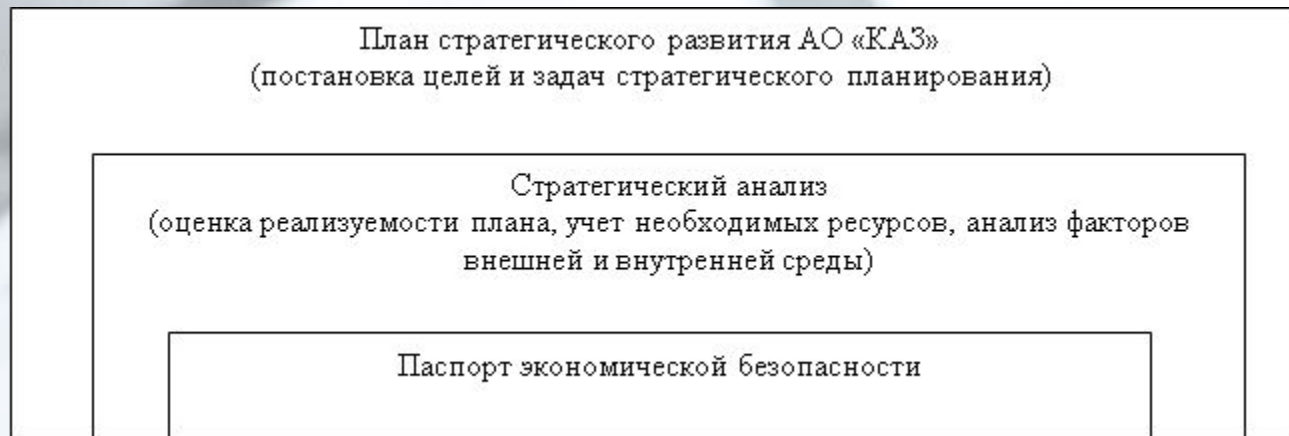 План стратегического развития АО «КАЗ»
(постановка целей и задач стратегического планирования)
Стратегический анализ
(оценка реализуемости плана, учет необходимых ресурсов, анализ факторов
внешней и внутренней среды)
Паспорт экономической безопасности